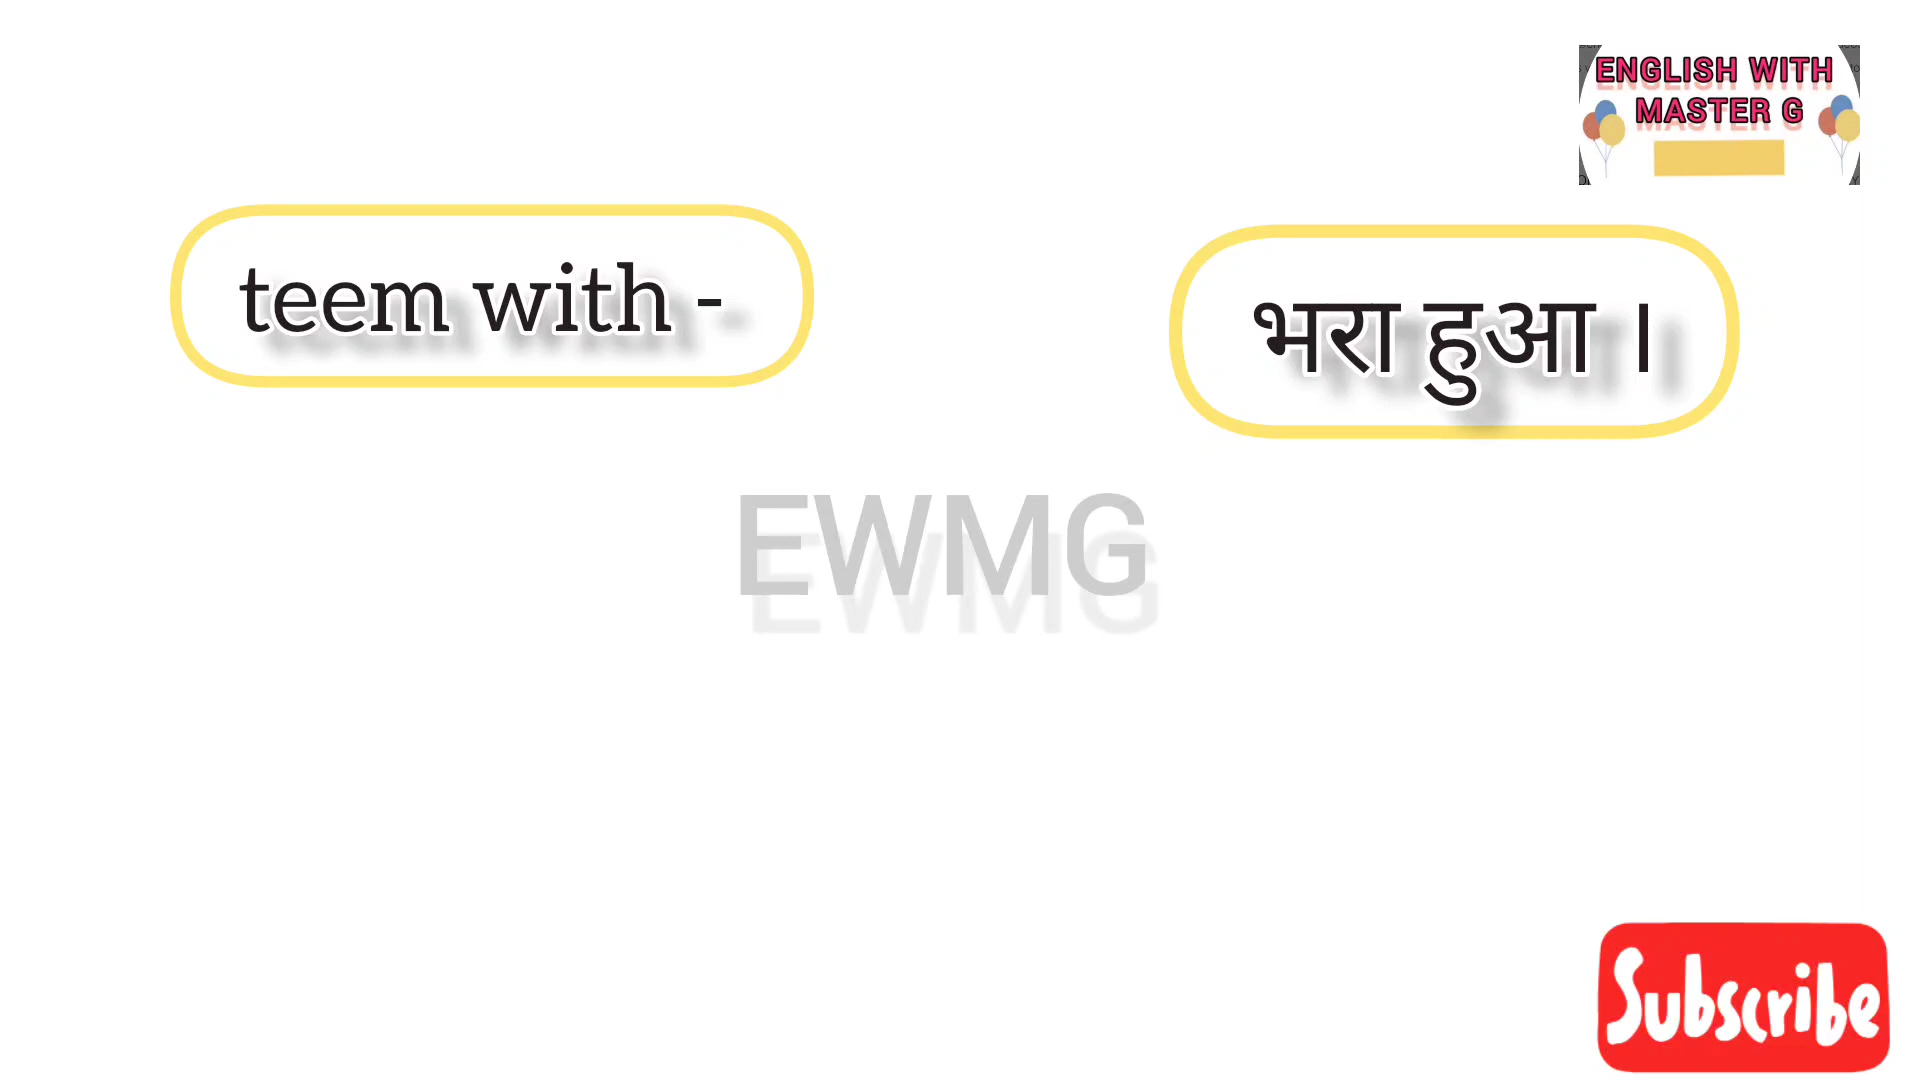 ENGLISH WITH
MASTER G
teem with -
भरा हुआ ।
EWMG
Subscribe